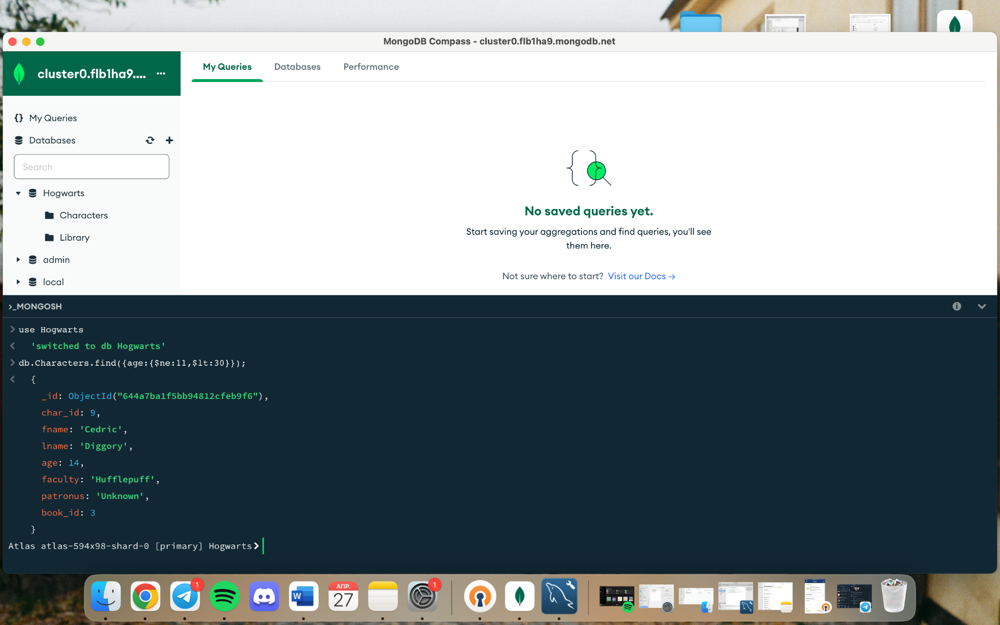 MongoDB Compass - cluster0.flb1ha9.mongodb.net
cluster0.flb1ha9....
My Queries
Databases
Performance
{} My Queries
Databases
Search
Hogwarts
Characters
Library
admin
local
No saved queries yet.
Start saving your aggregations and find queries, you'll see
them here.
Not sure where to start? Visit our Docs →
>_MONGOSH
> use Hogwarts
< 'switched to db Hogwarts'
> db.Characters.find({age:{$ne:11,$lt:30}});
< {
_id: ObjectId("644a7ba1f5bb94812cfeb9f6"),
char_id: 9,
fname: 'Cedric',
lname: 'Diggory',
age: 14,
faculty: 'Hufflepuff',
patronus: 'Unknown',
book_id: 3
}
Atlas atlas-594x98-shard-0 [primary] Hogwarts>
1
W
АПР.
27
1